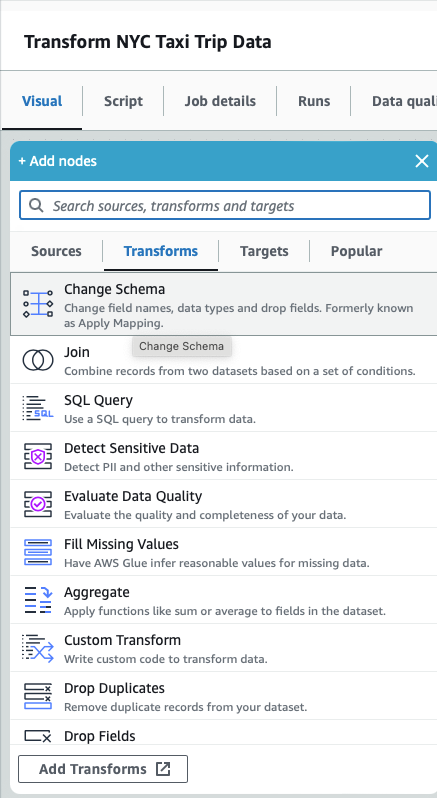 Transform NYC Taxi Trip Data
Visual
Script
Job details
Runs
Data quali
+ Add nodes
Search sources, transforms and targets
Sources
Transforms
Targets
Popular
Change Schema
Change field names, data types and drop fields. Formerly known
as Apply Mapping.
Change Schema
Join
Combine records from two datasets based on a set of conditions.
SQL
SQL Query
Use a SQL query to transform data.
Detect Sensitive Data
Detect PII and other sensitive information.
Evaluate Data Quality
Evaluate the quality and completeness of your data.
Fill Missing Values
Have AWS Glue infer reasonable values for missing data.
Aggregate
Apply functions like sum or average to fields in the dataset.
Custom Transform
Write custom code to transform data.
Drop Duplicates
Remove duplicate records from your dataset.
Drop Fields
Add Transforms